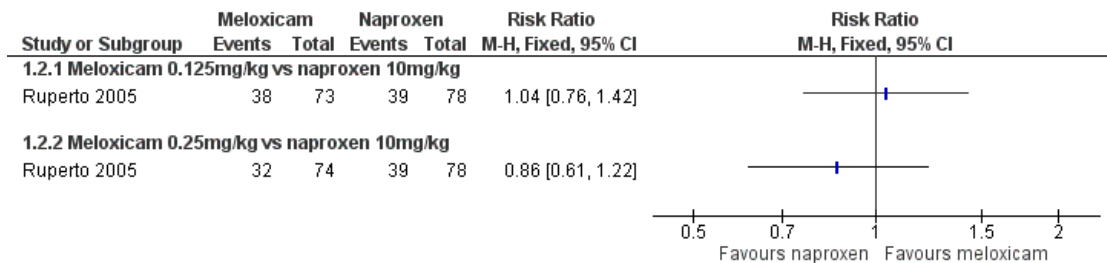 Meloxicam Naproxen Risk Ratio Risk Ratio
Study or Subgroup Events Total Events Total M-H, Fixed, 95% CI M-H, Fixed, 95% CI
1.2.1 Meloxicam 0.125mg/kg vs naproxen 10mg/kg
Ruperto 2005 38 73 39 78 1.04 [0.76, 1.42]
1.2.2 Meloxicam 0.25mg/kg vs naproxen 10mg/kg
Ruperto 2005 32 74 39 78 0.86 [0.61, 1.22]
0.5 0.7 1 1.5 2
Favours naproxen Favours meloxicam